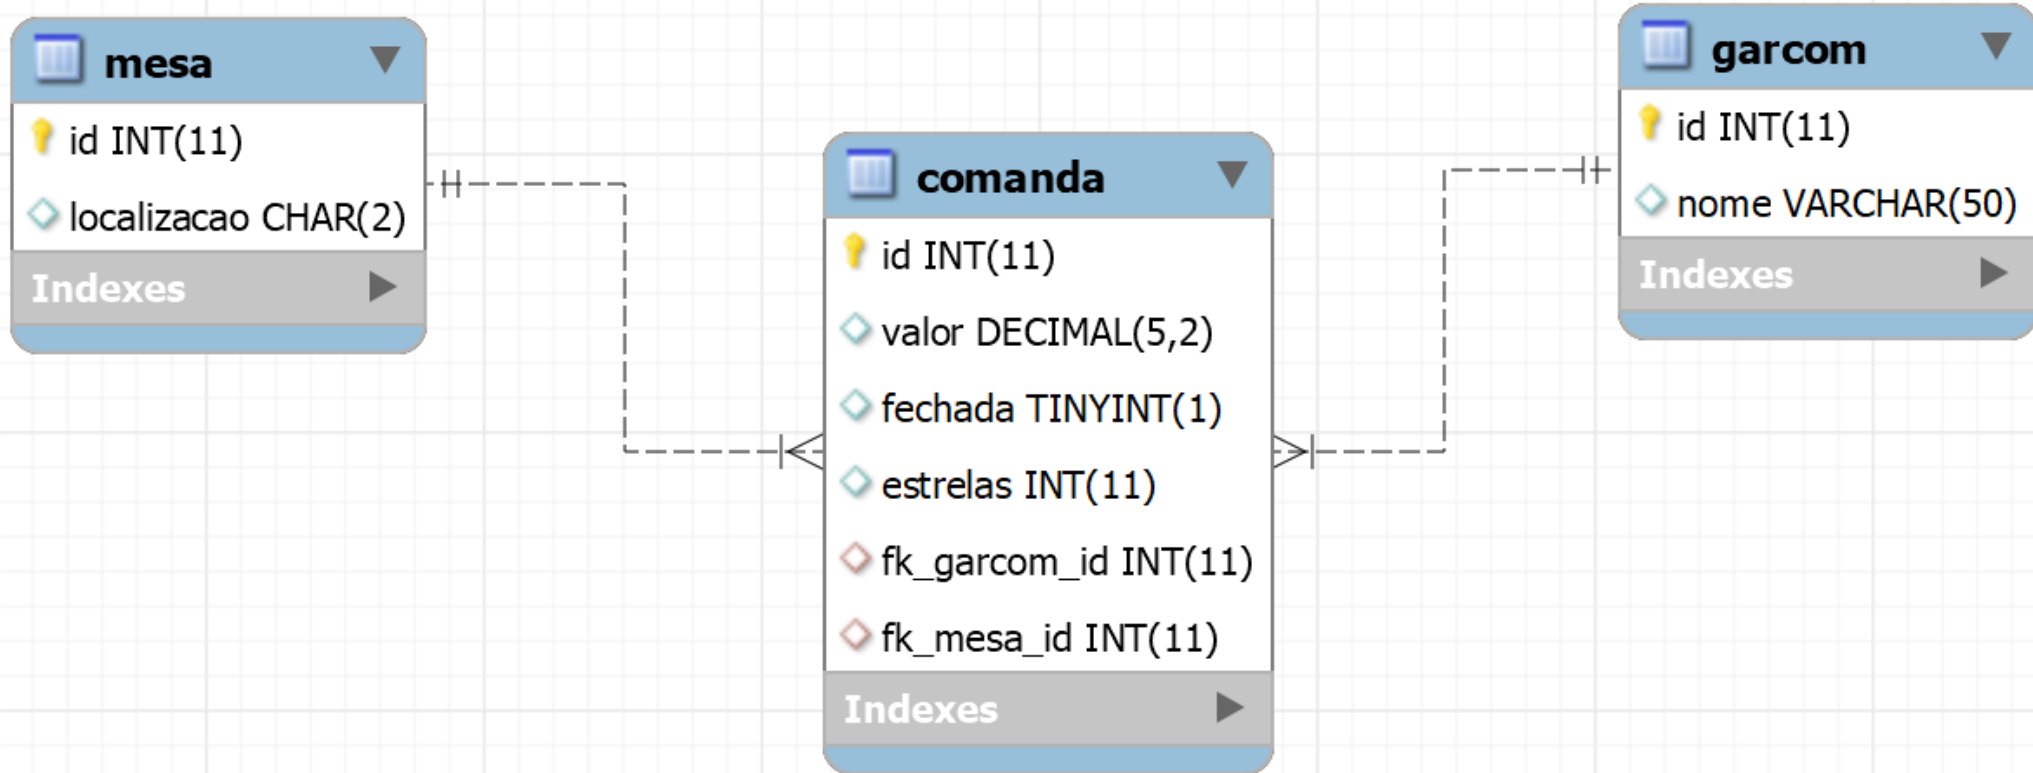 mesa
id INT(11)
localizacao CHAR(2)
Indexes
comanda
id INT(11)
valor DECIMAL(5,2)
fechada TINYINT(1)
estrelas INT(11)
fk_garcom_id INT(11)
fk_mesa_id INT(11)
Indexes
garcom
id INT(11)
nome VARCHAR(50)
Indexes